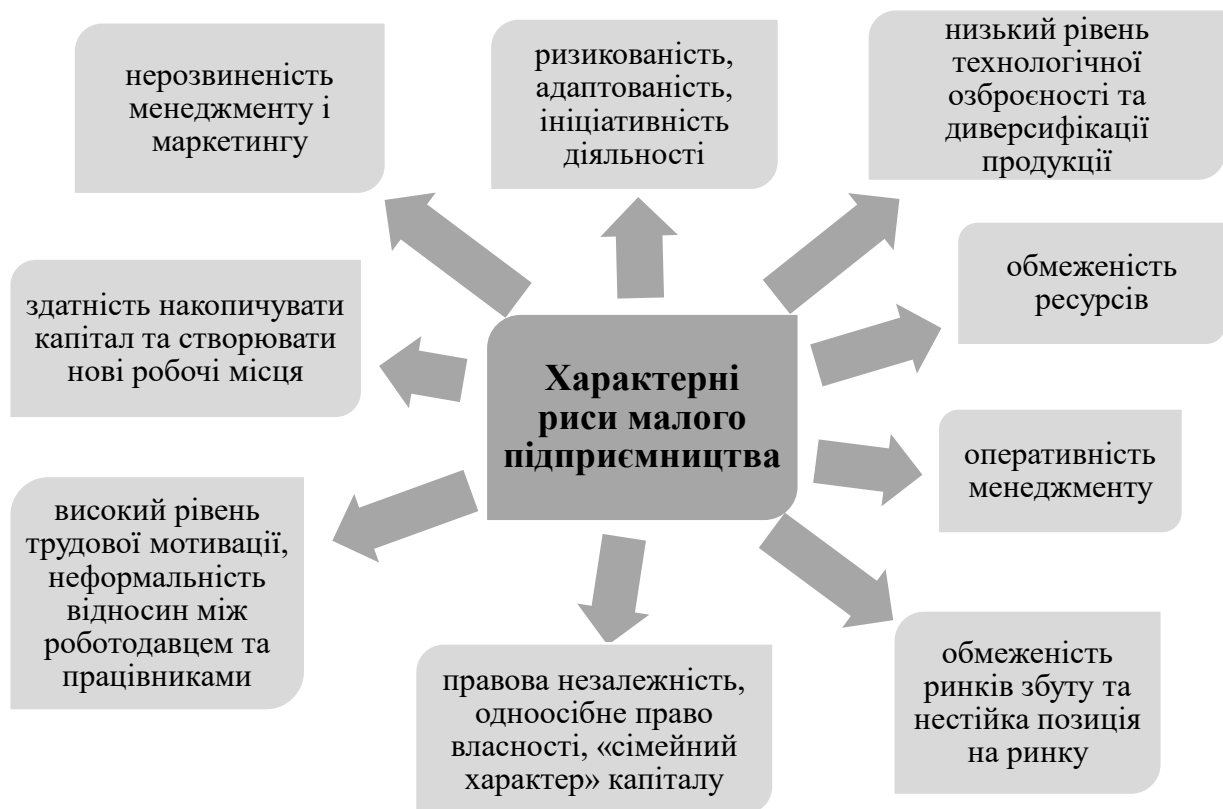 нерозвиненість
менеджменту і
маркетингу
ризикованість,
адаптованість,
ініціативність
діяльності
низький рівень
технологічної
озброєності та
диверсифікації
продукції
здатність накопичувати
капітал та створювати
нові робочі місця
Характерні
риси малого
підприємництва
обмеженість
ресурсів
оперативність
менеджменту
високий рівень
трудової мотивації,
неформальність
відносин між
роботодавцем та
працівниками
правова незалежність,
одноосібне право
власності, «сімейний
характер» капіталу
обмеженість
ринків збуту та
нестійка позиція
на ринку